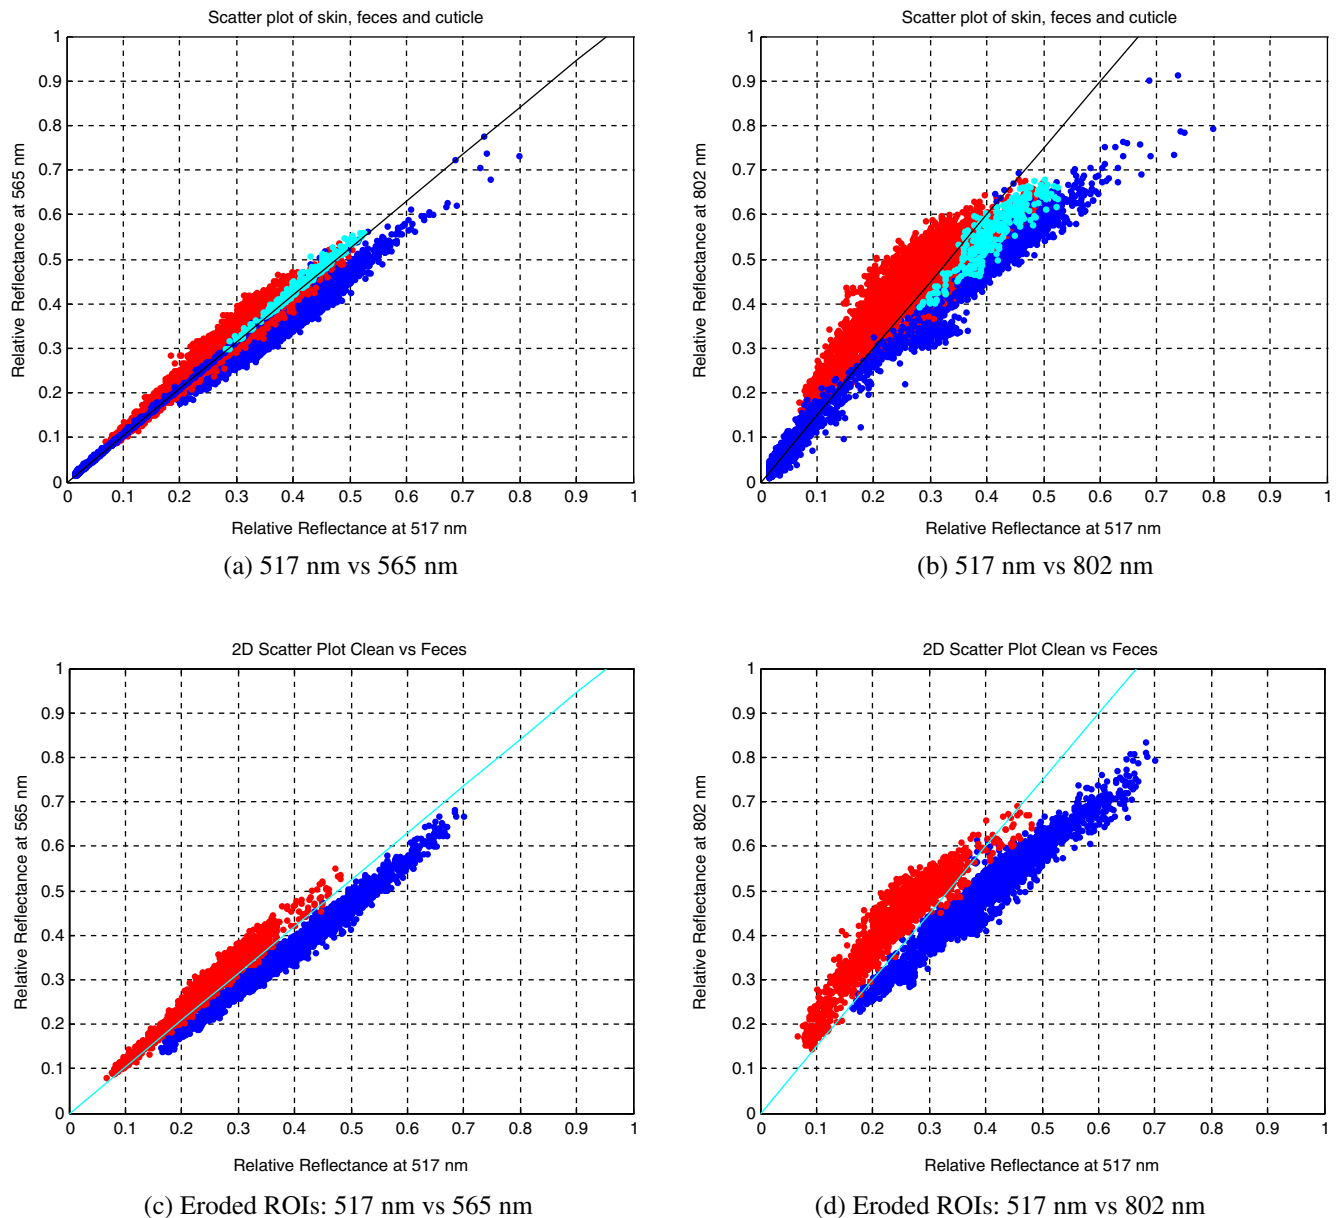 Scatter plot of skin, feces and cuticle
1
0.9
0.8
0.7
0.6
0.5
0.4
0.3
0.2
0.1
0
Relative Reflectance at 565 nm
0 0.1 0.2 0.3 0.4 0.5 0.6 0.7 0.8 0.9 1
Relative Reflectance at 517 nm
(a) 517 nm vs 565 nm
Scatter plot of skin, feces and cuticle
1
0.9
0.8
0.7
0.6
0.5
0.4
0.3
0.2
0.1
0
Relative Reflectance at 802 nm
0 0.1 0.2 0.3 0.4 0.5 0.6 0.7 0.8 0.9 1
Relative Reflectance at 517 nm
(b) 517 nm vs 802 nm
2D Scatter Plot Clean vs Feces
1
0.9
0.8
0.7
0.6
0.5
0.4
0.3
0.2
0.1
0
Relative Reflectance at 565 nm
0 0.1 0.2 0.3 0.4 0.5 0.6 0.7 0.8 0.9 1
Relative Reflectance at 517 nm
(c) Eroded ROIs: 517 nm vs 565 nm
2D Scatter Plot Clean vs Feces
1
0.9
0.8
0.7
0.6
0.5
0.4
0.3
0.2
0.1
0
Relative Reflectance at 802 nm
0 0.1 0.2 0.3 0.4 0.5 0.6 0.7 0.8 0.9 1
Relative Reflectance at 517 nm
(d) Eroded ROIs: 517 nm vs 802 nm